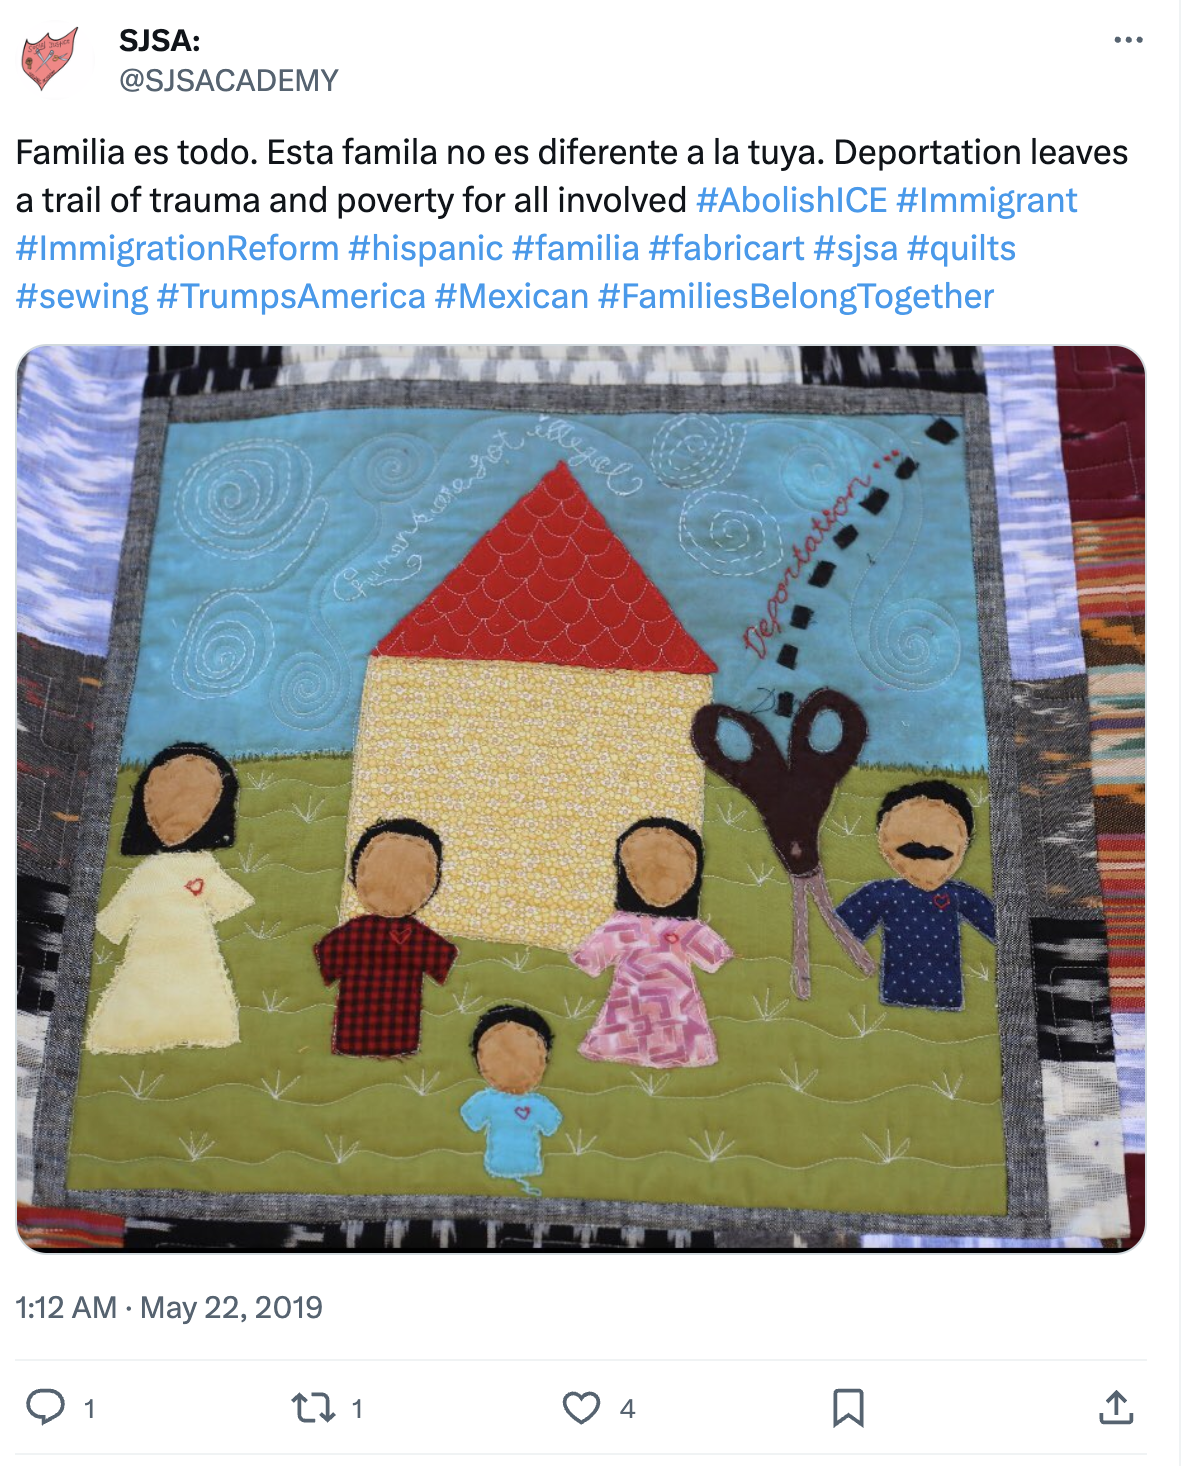 SJSA:
@SJSACADEMY
Familia es todo. Esta famila no es diferente a la tuya. Deportation leaves
a trail of trauma and poverty for all involved #AbolishICE #Immigrant
#ImmigrationReform #hispanic #familia #fabricart #sjsa #quilts
#sewing #TrumpsAmerica #Mexican #FamiliesBelongTogether
humans are not illegal
Deportation...
1:12 AM · May 22, 2019
1
1
4